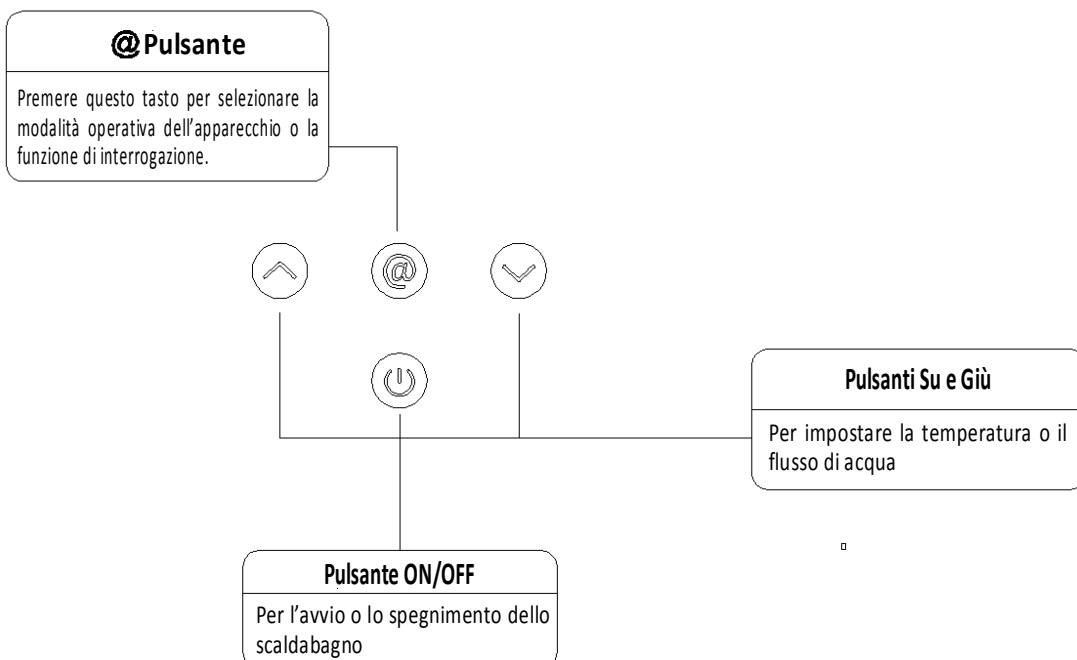 @Pulsante
Premere questo tasto per selezionare la
modalità operativa dell'apparecchio o la
funzione di interrogazione.
@
Pulsanti Su e Giù
Per impostare la temperatura o il
flusso di acqua
Pulsante ON/OFF
Per l'avvio o lo spegnimento dello
scaldabagno